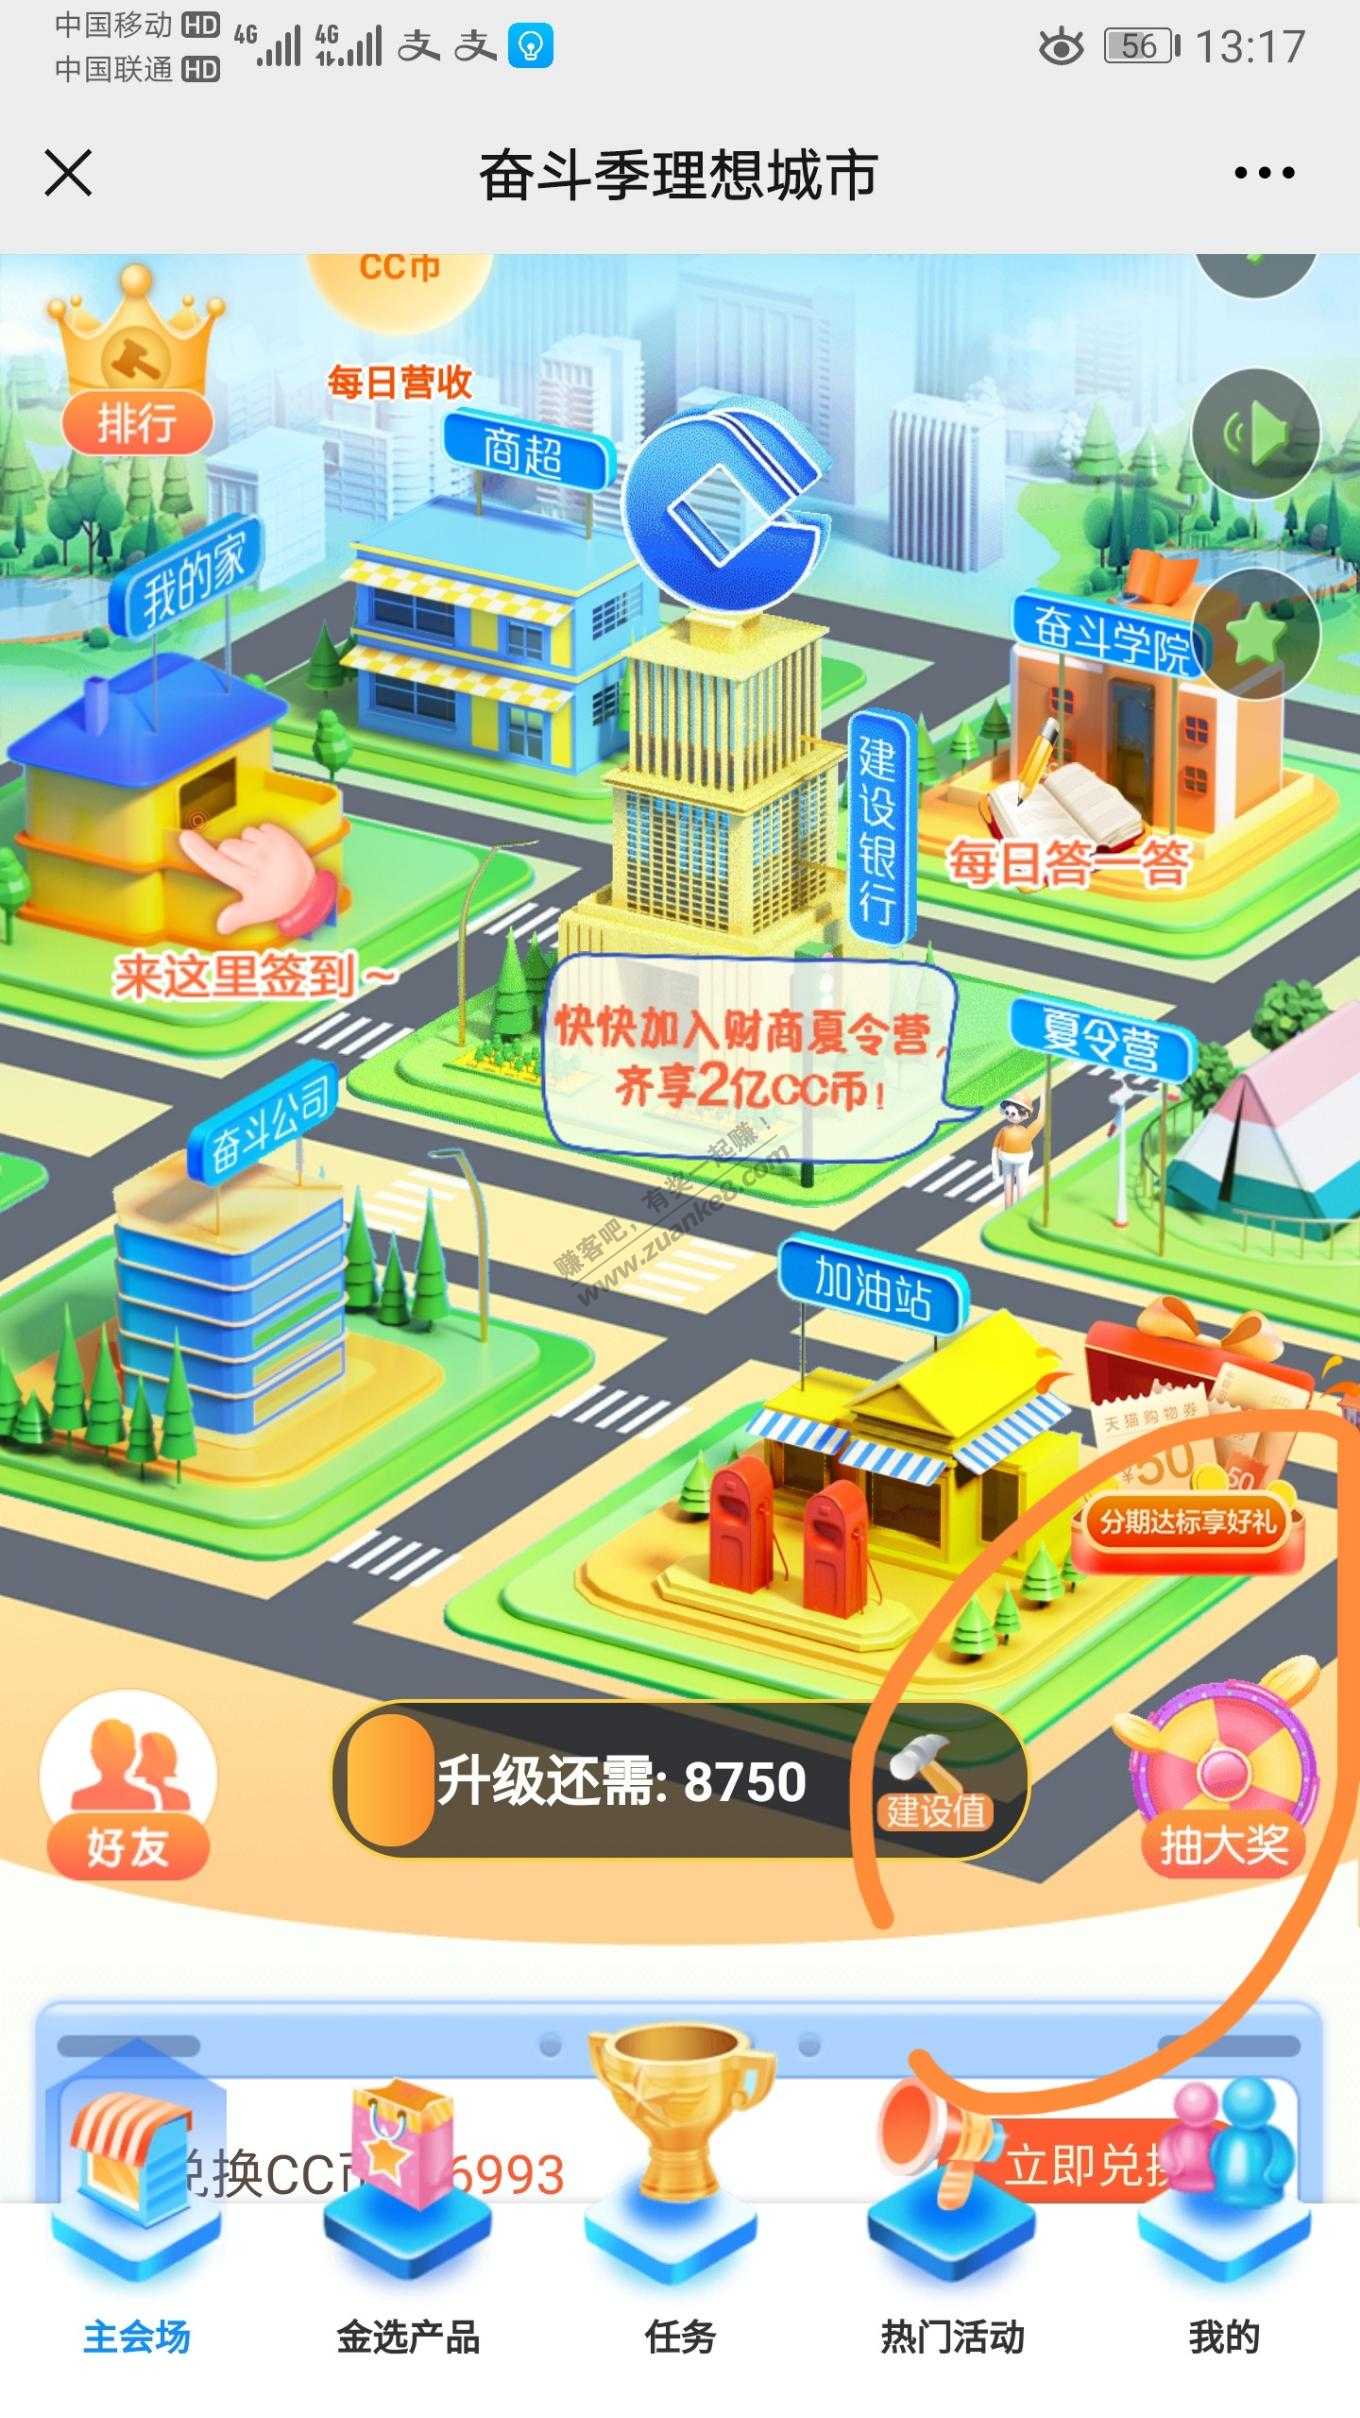 中国移动 HD 4G 4G 支 支 56 13:17
中国联通 HD
奋斗季理想城市
CC币
每日营收
排行
商超
我的家
奋斗学院
建设银行
每日答一答
来这里签到~
快快加入财商夏令营,
齐享2亿CC币!
夏令营
奋斗公司
赚客吧,有奖一起赚!
www.zuanke8.com
加油站
天猫购物券
¥50
50
分期达标享好礼
升级还需: 8750
建设值
好友
抽大奖
兑换CC币
6993
立即兑换
主会场
金选产品
任务
热门活动
我的